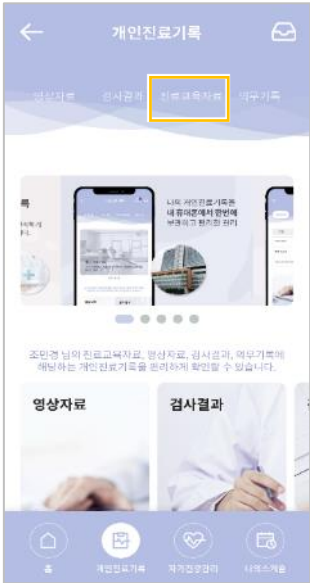 개인진료기록
영상자료 검사결과 진료교육자료 의무기록
나의 개인진료기록을
내 휴대폰에서 한번에
보관하고 편리한 관리
조민경 님의 진료교육자료, 영상자료, 검사결과, 의무기록에
해당하는 개인진료기록을 편리하게 확인할 수 있습니다.
영상자료 검사결과
홈 개인진료기록 자가건강관리 나의스케줄